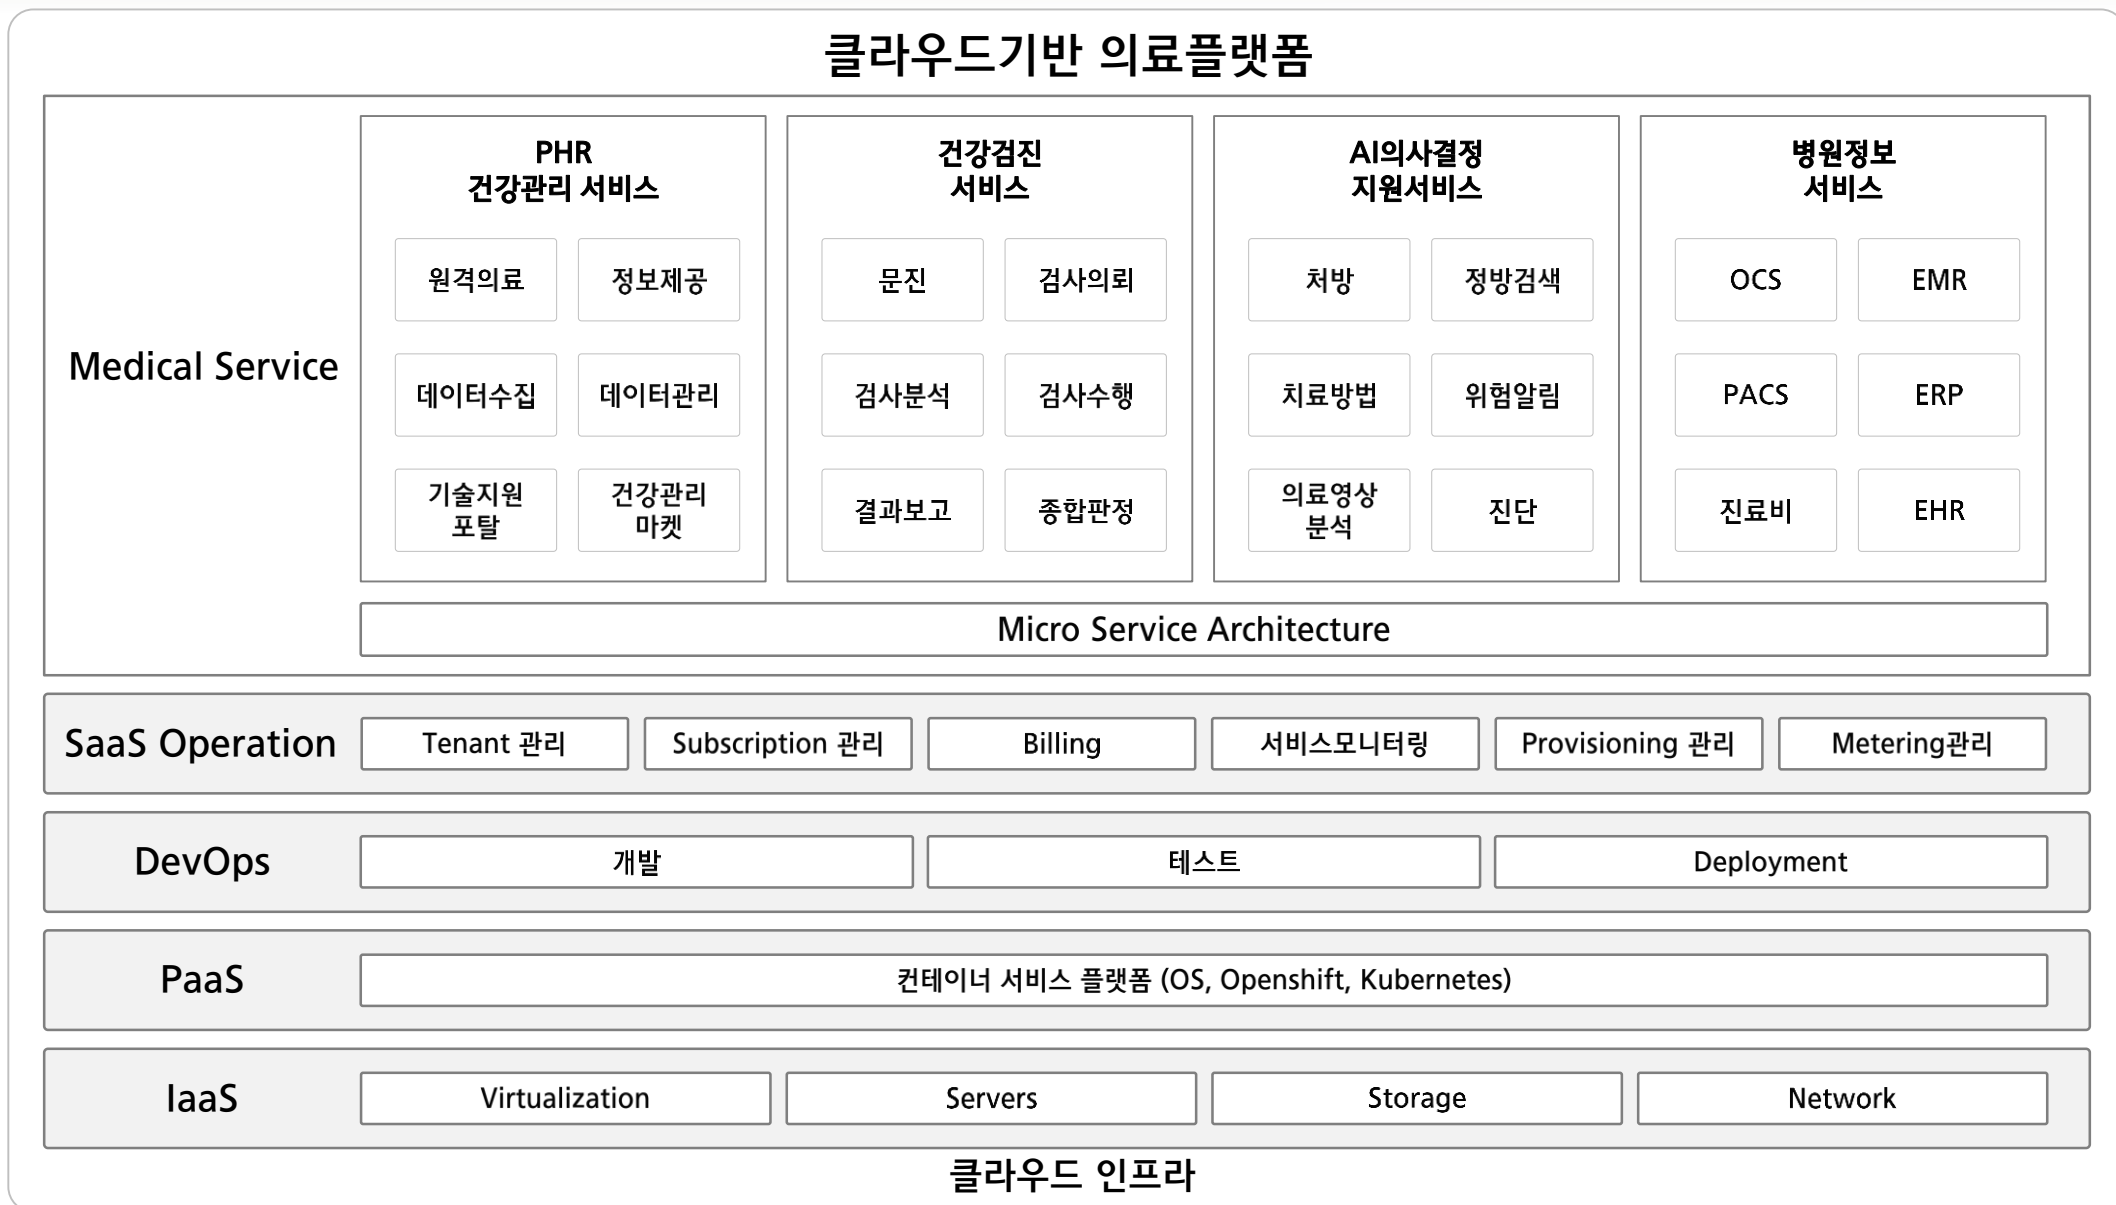 클라우드기반 의료플랫폼
Medical Service
PHR
건강관리 서비스
원격의료
정보제공
데이터수집
데이터관리
기술지원
포탈
건강관리
마켓
건강검진
서비스
문진
검사의뢰
검사분석
검사수행
결과보고
종합판정
AI의사결정
지원서비스
처방
정방검색
치료방법
위험알림
의료영상
분석
진단
병원정보
서비스
OCS
EMR
PACS
ERP
진료비
EHR
Micro Service Architecture
SaaS Operation
Tenant 관리
Subscription 관리
Billing
서비스모니터링
Provisioning 관리
Metering관리
DevOps
개발
테스트
Deployment
PaaS
컨테이너 서비스 플랫폼 (OS, Openshift, Kubernetes)
IaaS
Virtualization
Servers
Storage
Network
클라우드 인프라